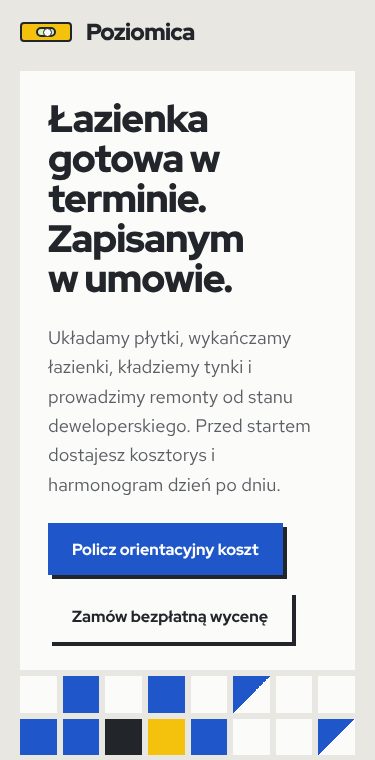 Poziomica
Łazienka
gotowa w
terminie.
Zapisanym
w umowie.
Układamy płytki, wykańczamy
łazienki, kładziemy tynki i
prowadzimy remonty od stanu
deweloperskiego. Przed startem
dostajesz kosztorys i
harmonogram dzień po dniu.
Policz orientacyjny koszt
Zamów bezpłatną wycenę